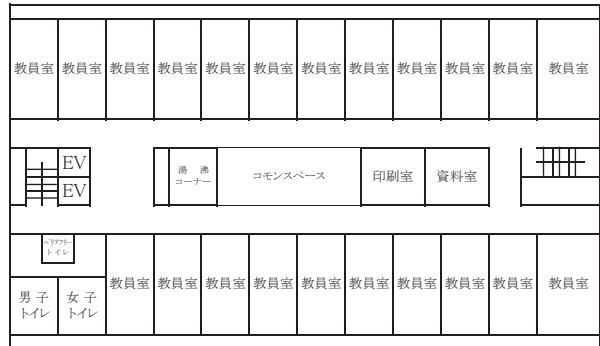 教員室 教員室 教員室 教員室 教員室 教員室 教員室 教員室 教員室 教員室 教員室 教員室
EV
EV
湯 沸
コーナー
コモンスペース
印刷室
資料室
バリアフリー
トイレ
男 子
トイレ
女 子
トイレ
教員室 教員室 教員室 教員室 教員室 教員室 教員室 教員室 教員室 教員室